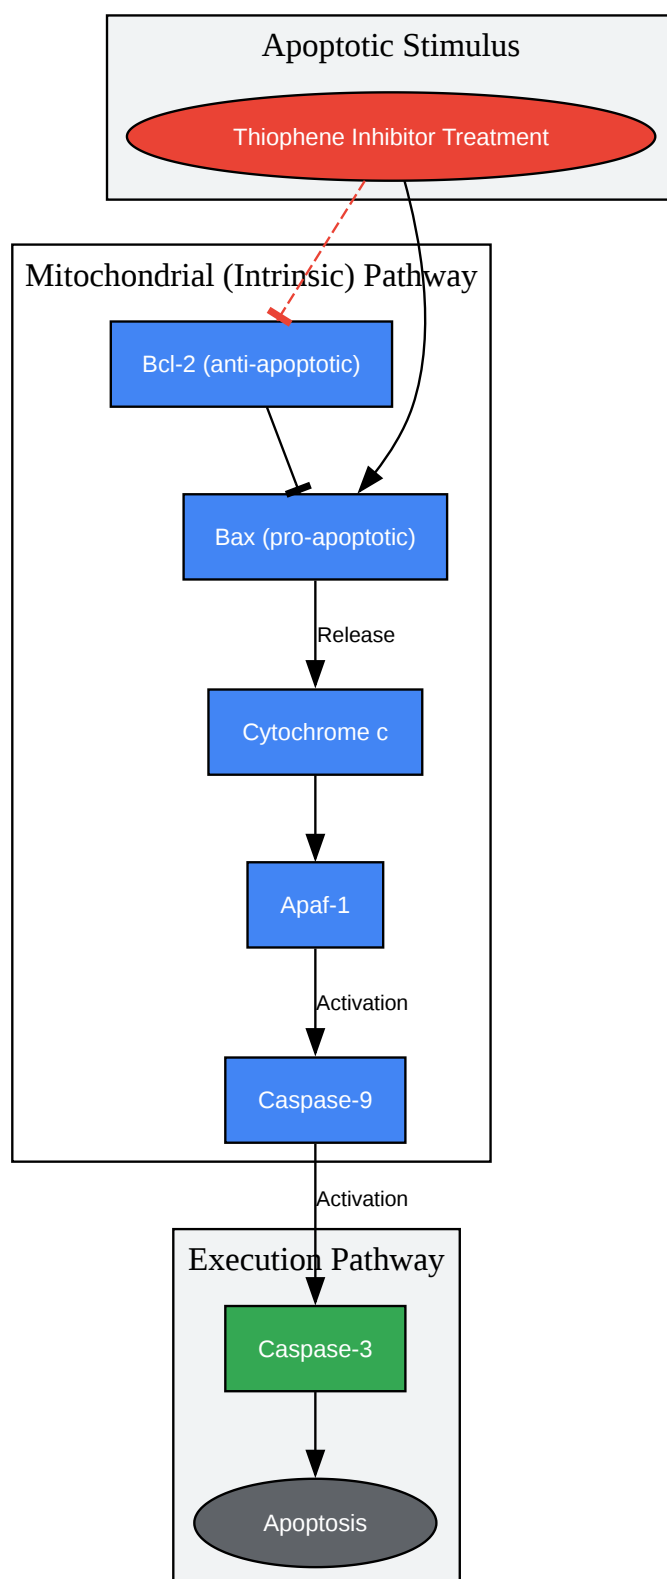 Apoptotic Stimulus
Thiophene Inhibitor Treatment
Mitochondrial (Intrinsic) Pathway
Bcl-2 (anti-apoptotic)
Bax (pro-apoptotic)
Release
Cytochrome c
Apaf-1
Activation
Caspase-9
Activation
Execution Pathway
Caspase-3
Apoptosis